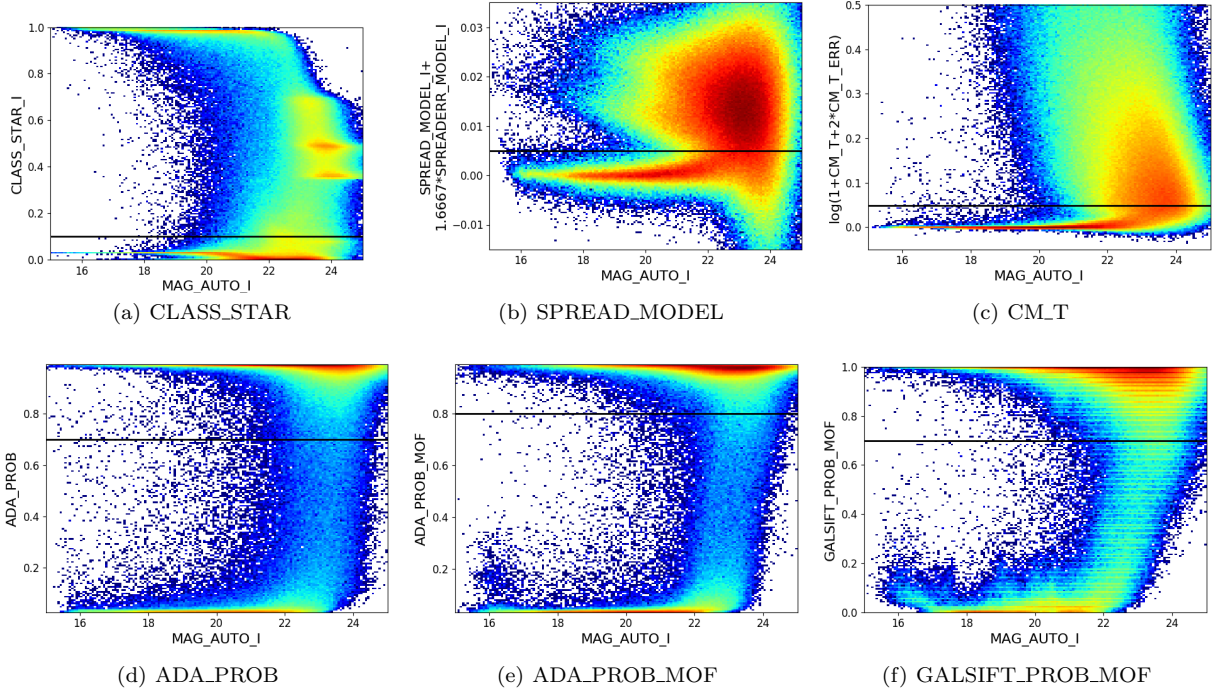 1.0
0.8
0.6
0.4
0.2
0.0
CLASS_STAR_I
16 18 20 22 24
MAG_AUTO_I
(a) CLASS_STAR
0.03
0.02
0.01
0.00
−0.01
SPREAD_MODEL_I+
1.6667*SPREADERR_MODEL_I
16 18 20 22 24
MAG_AUTO_I
(b) SPREAD_MODEL
0.5
0.4
0.3
0.2
0.1
0.0
log(1+CM_T+2*CM_T_ERR)
16 18 20 22 24
MAG_AUTO_I
(c) CM_T
0.8
0.6
0.4
0.2
ADA_PROB
16 18 20 22 24
MAG_AUTO_I
(d) ADA_PROB
0.8
0.6
0.4
0.2
ADA_PROB_MOF
16 18 20 22 24
MAG_AUTO_I
(e) ADA_PROB_MOF
1.0
0.8
0.6
0.4
0.2
0.0
GALSIFT_PROB_MOF
16 18 20 22 24
MAG_AUTO_I
(f) GALSIFT_PROB_MOF